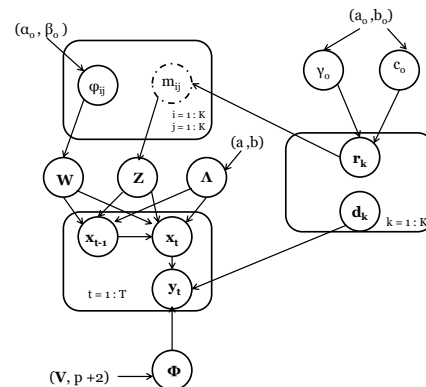 (αₒ, βₒ)
(aₒ,bₒ)
φᵢⱼ
mᵢⱼ
γₒ
cₒ
i = 1 : K
j = 1 : K
(a,b)
rₖ
W
Z
Λ
dₖ
k = 1 : K
xₜ₋₁
xₜ
yₜ
t = 1 : T
(V, p +2)
Φ